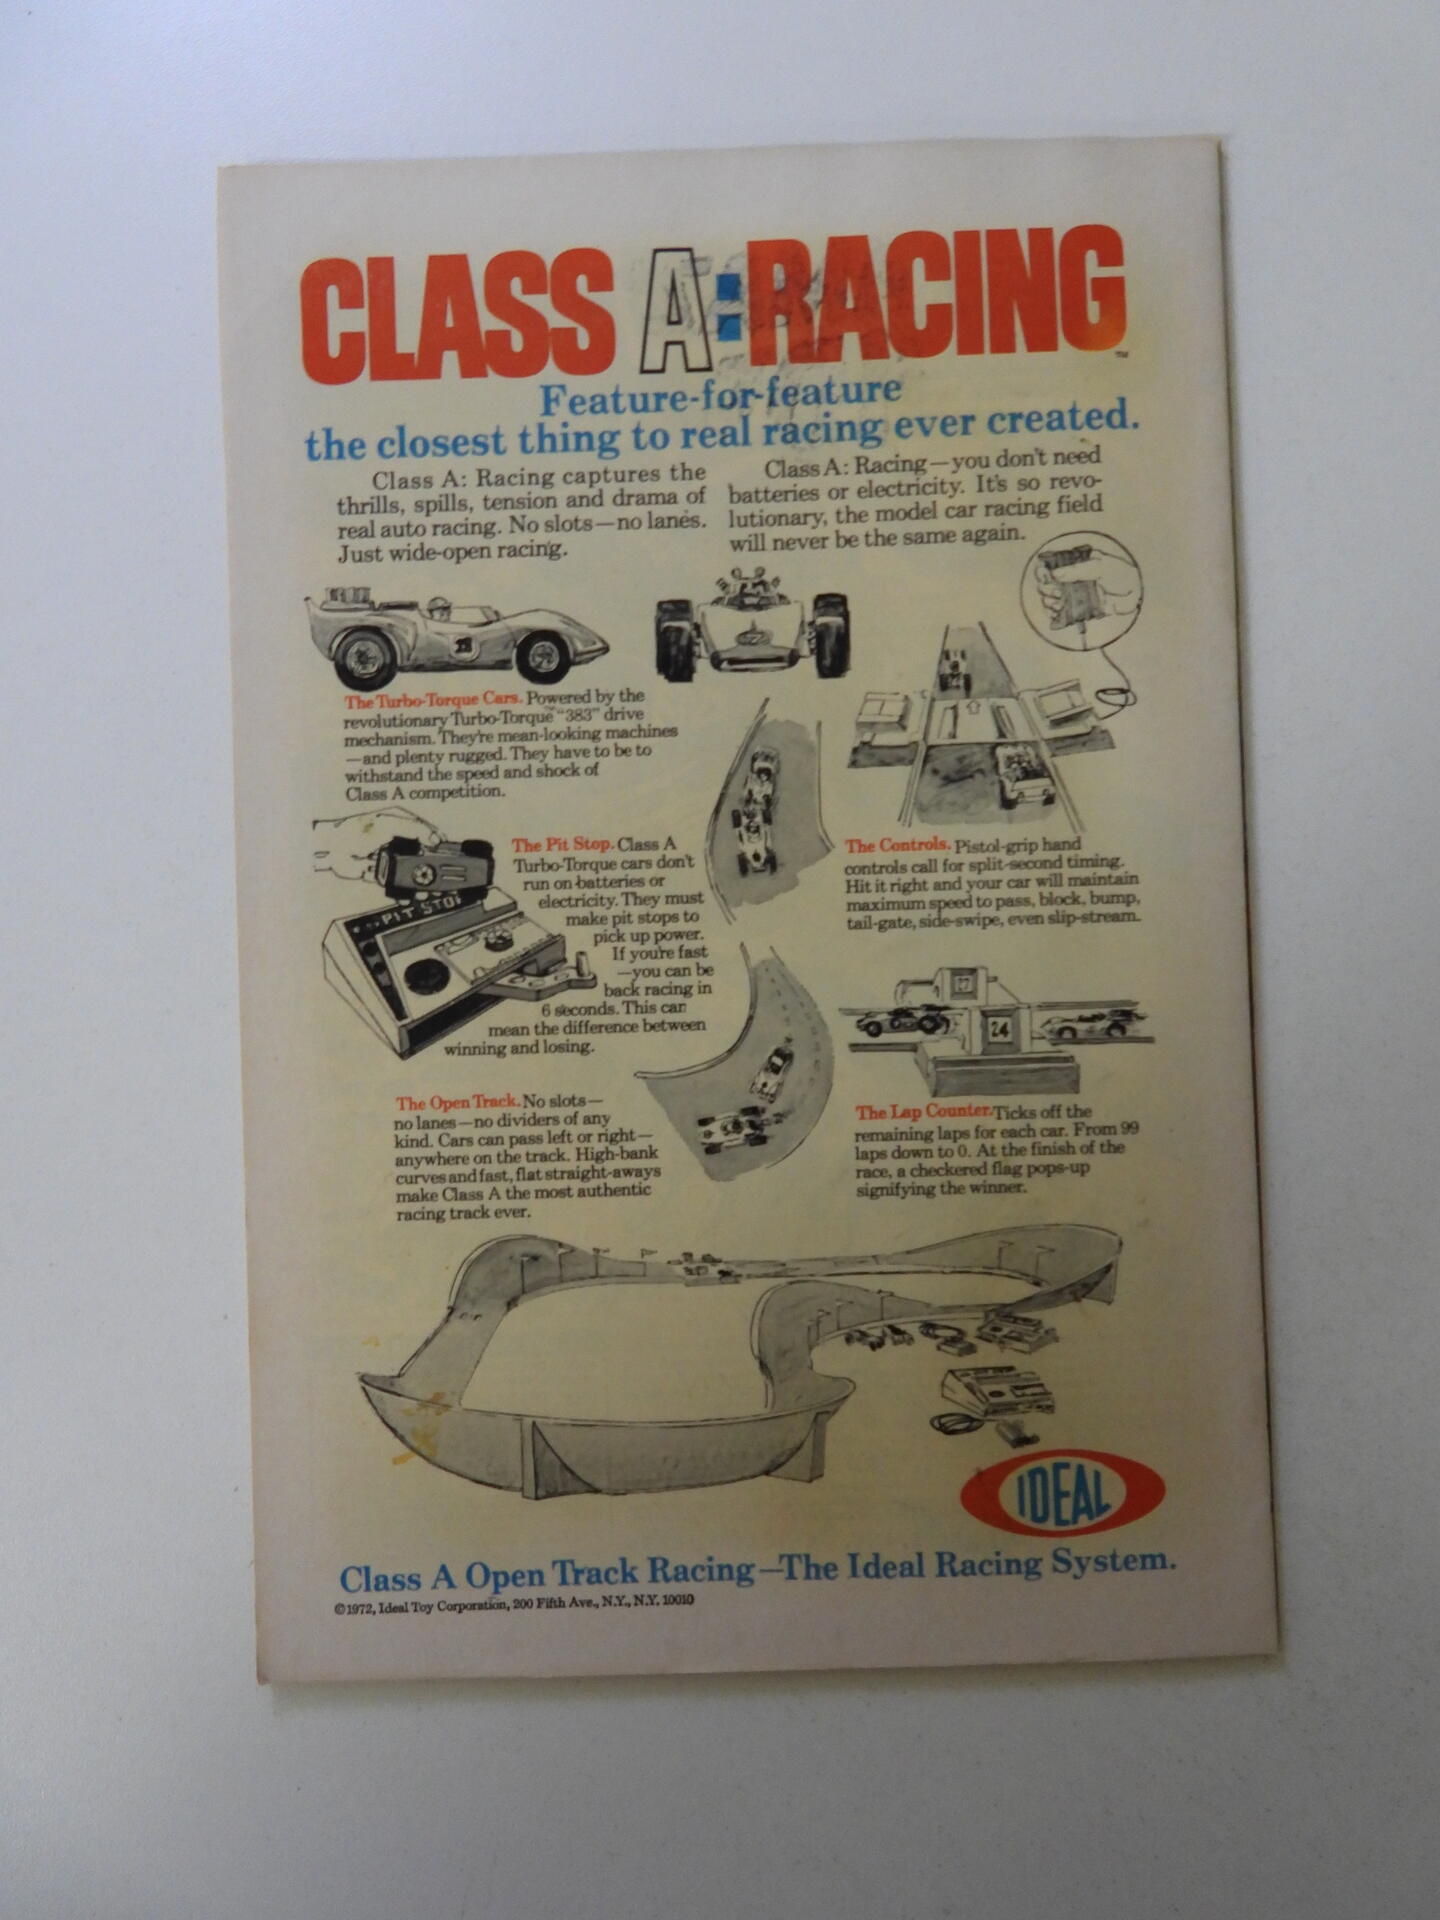 CLASS A:RACING
TM
Feature-for-feature
the closest thing to real racing ever created.
Class A: Racing captures the
thrills, spills, tension and drama of
real auto racing. No slots—no lanes.
Just wide-open racing.
Class A: Racing—you don't need
batteries or electricity. It's so revo-
lutionary, the model car racing field
will never be the same again.
The Turbo-Torque Cars. Powered by the
revolutionary Turbo-Torque™ "383" drive
mechanism. They're mean-looking machines
—and plenty rugged. They have to be to
withstand the speed and shock of
Class A competition.
PIT STOP
The Pit Stop. Class A
Turbo-Torque cars don't
run on batteries or
electricity. They must
make pit stops to
pick up power.
If you're fast
—you can be
back racing in
6 seconds. This can
mean the difference between
winning and losing.
The Controls. Pistol-grip hand
controls call for split-second timing.
Hit it right and your car will maintain
maximum speed to pass, block, bump,
tail-gate, side-swipe, even slip-stream.
27
24
The Open Track. No slots—
no lanes—no dividers of any
kind. Cars can pass left or right—
anywhere on the track. High-bank
curves and fast, flat straight-aways
make Class A the most authentic
racing track ever.
The Lap Counter. Ticks off the
remaining laps for each car. From 99
laps down to 0. At the finish of the
race, a checkered flag pops-up
signifying the winner.
IDEAL
Class A Open Track Racing—The Ideal Racing System.
©1972, Ideal Toy Corporation, 200 Fifth Ave., N.Y., N.Y. 10010